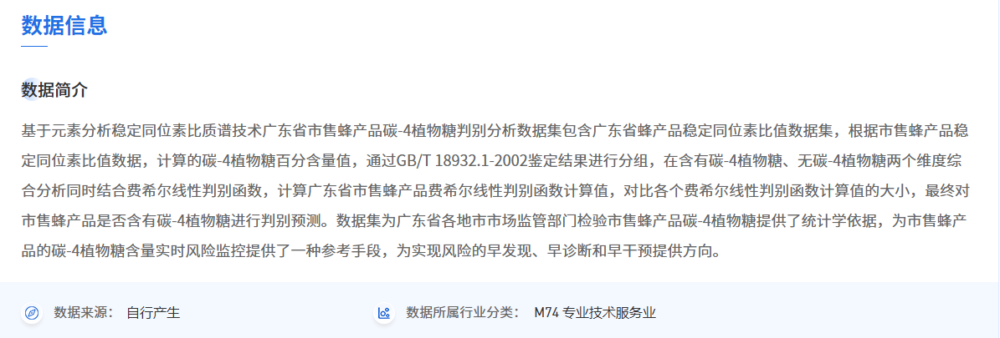 数据信息
数据简介
基于元素分析稳定同位素比质谱技术广东省市售蜂产品碳-4植物糖判别分析数据集包含广东省蜂产品稳定同位素比值数据集，根据市售蜂产品稳
定同位素比值数据，计算的碳-4植物糖百分含量值，通过GB/T 18932.1-2002鉴定结果进行分组，在含有碳-4植物糖、无碳-4植物糖两个维度综
合分析同时结合费希尔线性判别函数，计算广东省市售蜂产品费希尔线性判别函数计算值，对比各个费希尔线性判别函数计算值的大小，最终对
市售蜂产品是否含有碳-4植物糖进行判别预测。数据集为广东省各地市市场监管部门检验市售蜂产品碳-4植物糖提供了统计学依据，为市售蜂产
品的碳-4植物糖含量实时风险监控提供了一种参考手段，为实现风险的早发现、早诊断和早干预提供方向。
数据来源： 自行产生 数据所属行业分类： M74 专业技术服务业